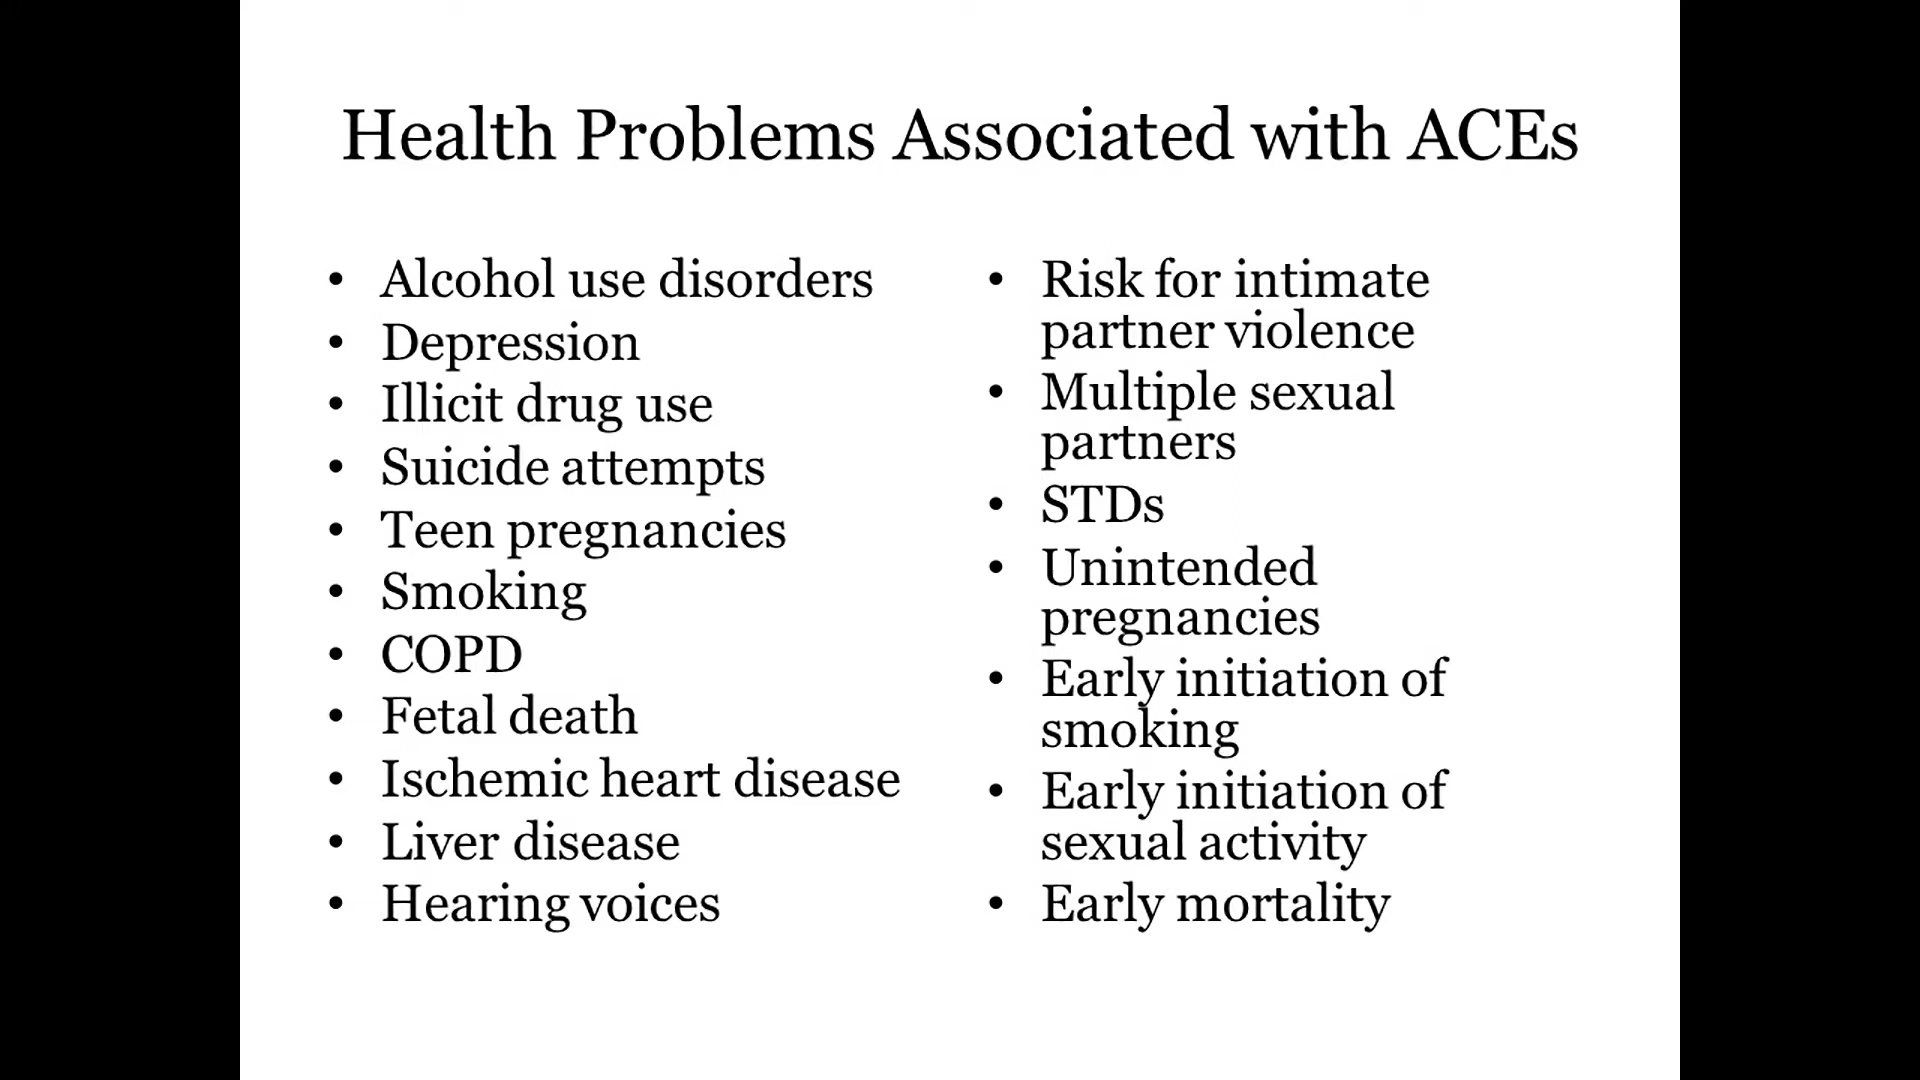 Health Problems Associated with ACEs
• Alcohol use disorders
• Depression
• Illicit drug use
• Suicide attempts
• Teen pregnancies
• Smoking
• COPD
• Fetal death
• Ischemic heart disease
• Liver disease
• Hearing voices
• Risk for intimate
partner violence
• Multiple sexual
partners
• STDs
• Unintended
pregnancies
• Early initiation of
smoking
• Early initiation of
sexual activity
• Early mortality